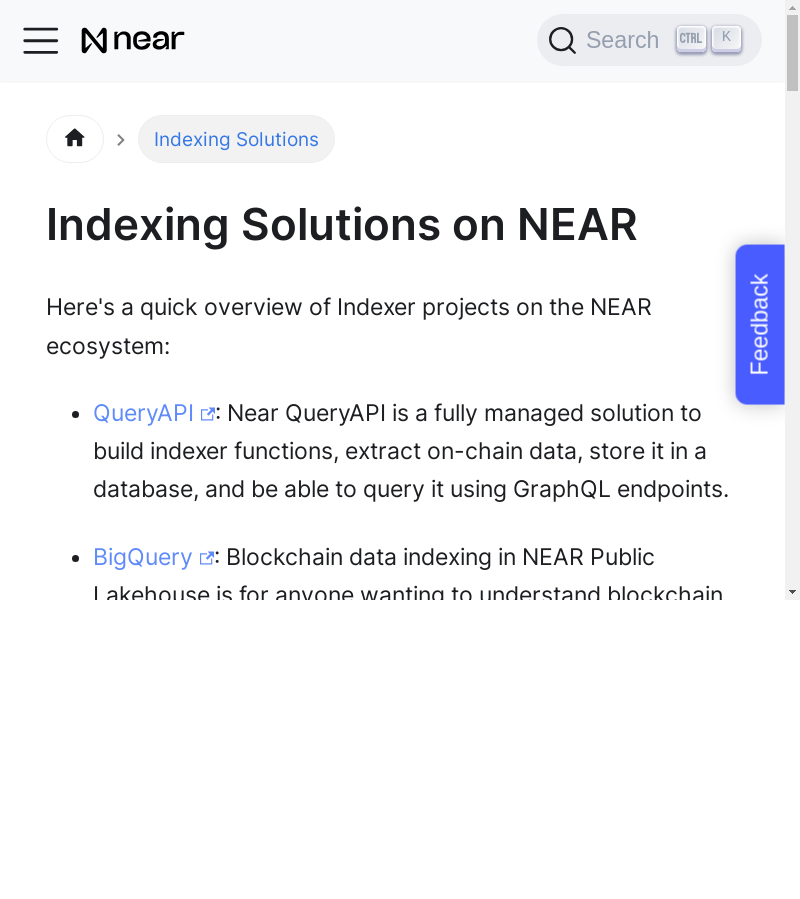 near
Search CTRL K
Indexing Solutions
Indexing Solutions on NEAR
Here's a quick overview of Indexer projects on the NEAR
ecosystem:
Feedback
QueryAPI : Near QueryAPI is a fully managed solution to
build indexer functions, extract on-chain data, store it in a
database, and be able to query it using GraphQL endpoints.
BigQuery : Blockchain data indexing in NEAR Public
Lakehouse is for anyone wanting to understand blockchain